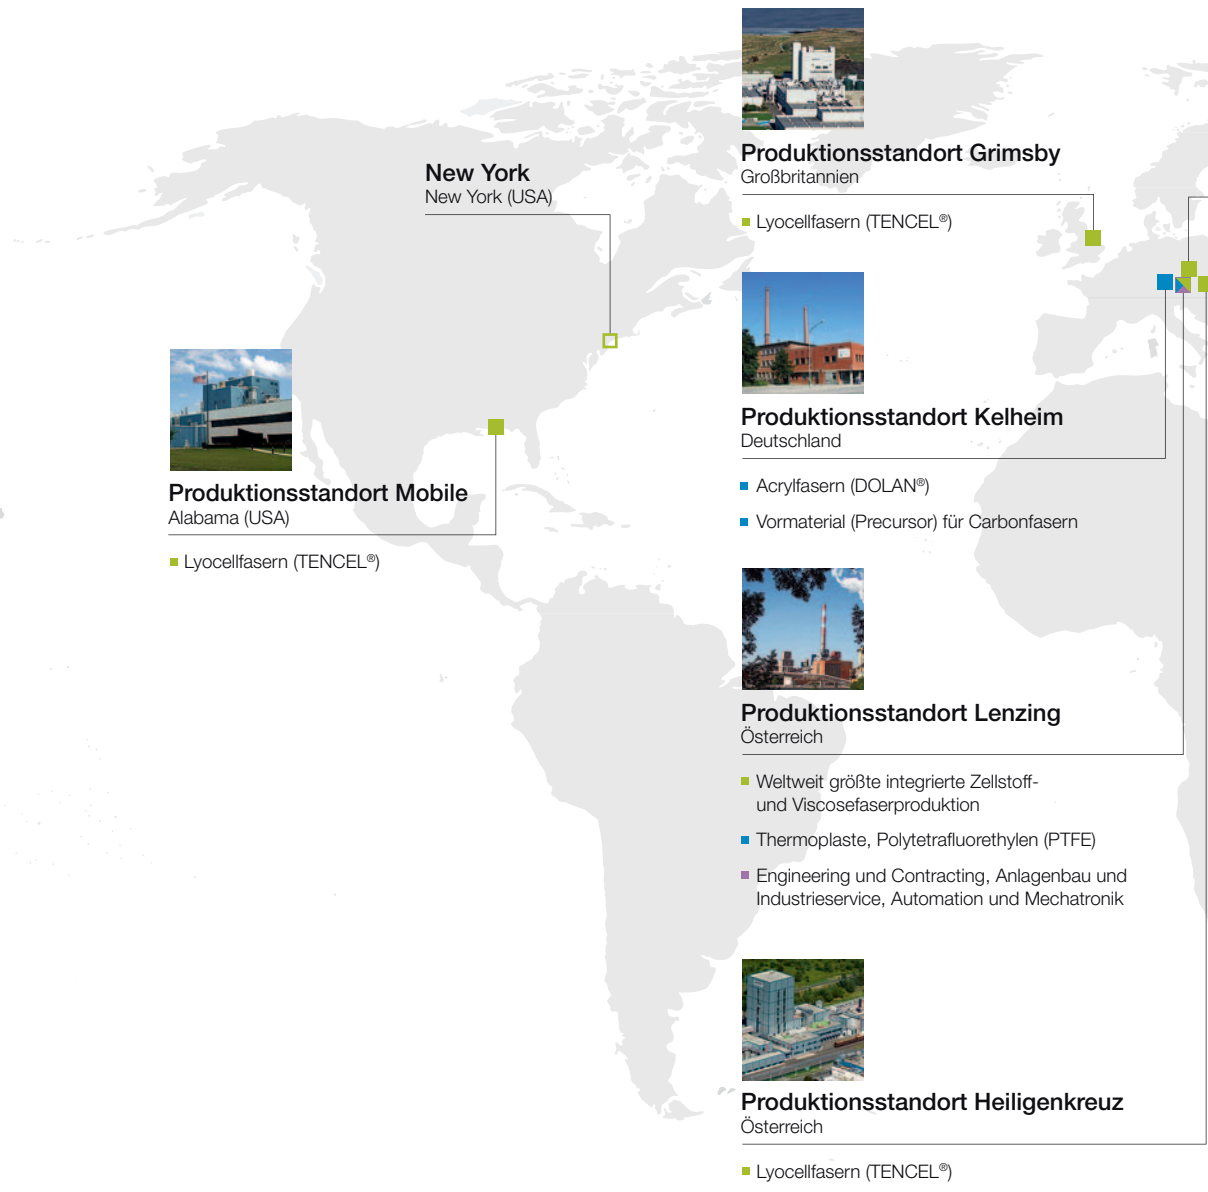 New York
New York (USA)
Produktionsstandort Mobile
Alabama (USA)
Lyocellfasern (TENCEL®)
Produktionsstandort Grimsby
Großbritannien
Lyocellfasern (TENCEL®)
Produktionsstandort Kelheim
Deutschland
Acrylfasern (DOLAN®)
Vormaterial (Precursor) für Carbonfasern
Produktionsstandort Lenzing
Österreich
Weltweit größte integrierte Zellstoff-
und Viscosefaserproduktion
Thermoplaste, Polytetrafluorethylen (PTFE)
Engineering und Contracting, Anlagenbau und
Industrieservice, Automation und Mechatronik
Produktionsstandort Heiligenkreuz
Österreich
Lyocellfasern (TENCEL®)